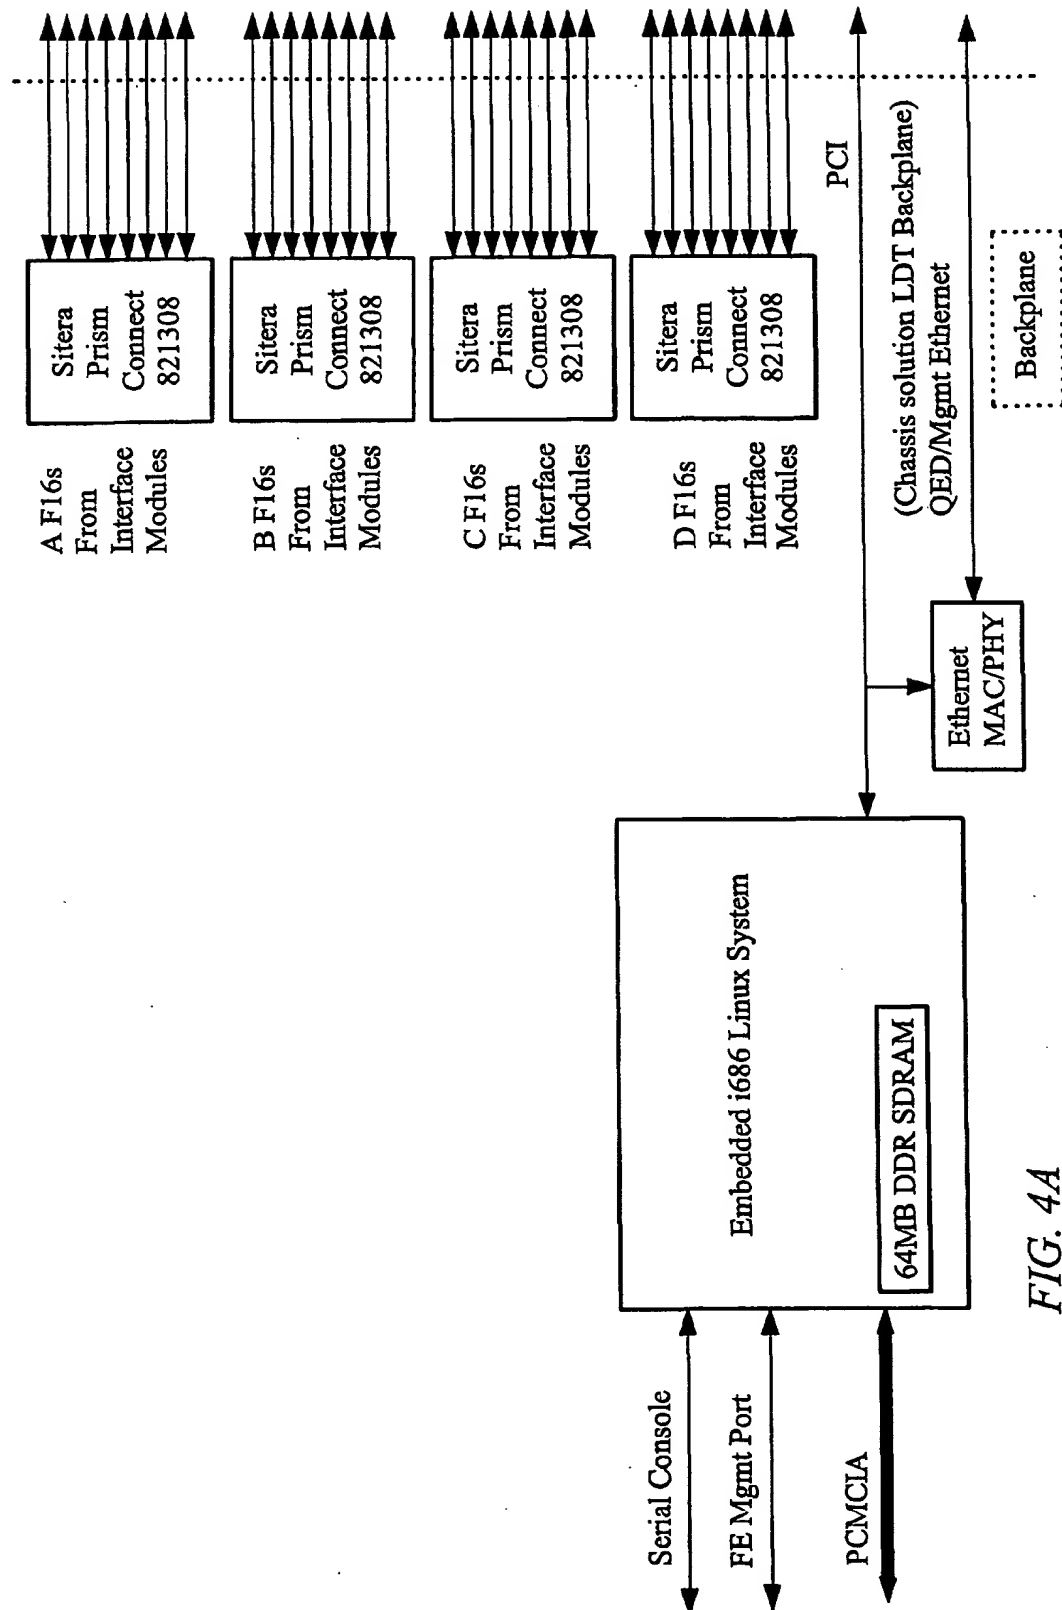 A F16s
From
Interface
Modules
Sitera
Prism
Connect
821308
B F16s
From
Interface
Modules
Sitera
Prism
Connect
821308
C F16s
From
Interface
Modules
Sitera
Prism
Connect
821308
D F16s
From
Interface
Modules
Sitera
Prism
Connect
821308
Serial Console
FE Mgmt Port
PCMCIA
Embedded i686 Linux System
64MB DDR SDRAM
PCI
(Chassis solution LDT Backplane)
QED/Mgmt Ethernet
Ethernet
MAC/PHY
Backplane
FIG. 4A